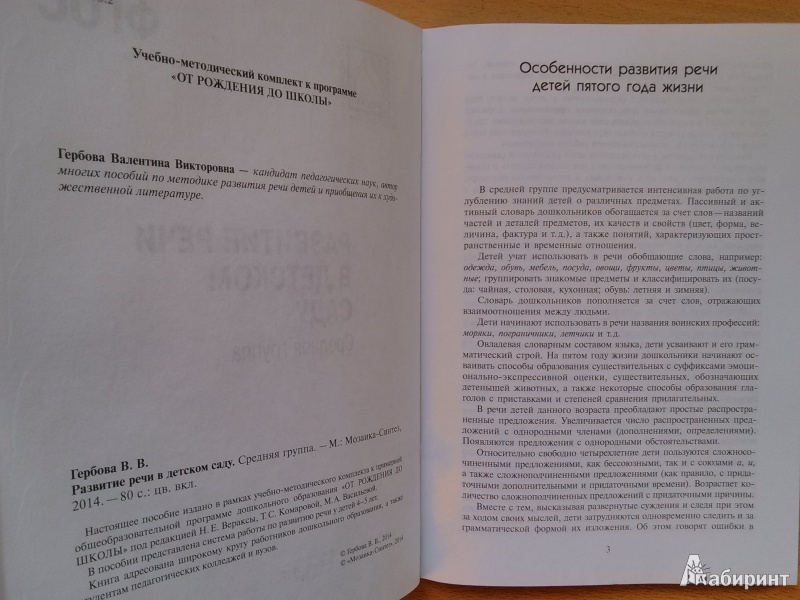 ФГОС
Учебно-методический комплект к программе
«ОТ РОЖДЕНИЯ ДО ШКОЛЫ»
Гербова Валентина Викторовна — кандидат педагогических наук, автор
многих пособий по методике развития речи детей и приобщения их к худо-
жественной литературе.
Гербова В. В.
Развитие речи в детском саду. Средняя группа. — М.: Мозаика-Синтез,
2014. — 80 с.: цв. вкл.
Настоящее пособие издано в рамках учебно-методического комплекта к примерной
общеобразовательной программе дошкольного образования «ОТ РОЖДЕНИЯ ДО
ШКОЛЫ» под редакцией Н. Е. Вераксы, Т. С. Комаровой, М. А. Васильевой.
В пособии представлена система работы по развитию речи у детей 4–5 лет.
Книга адресована широкому кругу работников дошкольного образования, а также
студентам педагогических колледжей и вузов.
© Гербова В. В., 2014
© «Мозаика-Синтез», 2014
Особенности развития речи
детей пятого года жизни
В средней группе предусматривается интенсивная работа по уг-
лублению знаний детей о различных предметах. Пассивный и ак-
тивный словарь дошкольников обогащается за счет слов—названий
частей и деталей предметов, их качеств и свойств (цвет, форма, ве-
личина, фактура и т.д.), а также понятий, характеризующих прост-
ранственные и временные отношения.
Детей учат использовать в речи обобщающие слова, например:
одежда, обувь, мебель, посуда, овощи, фрукты, цветы, птицы, живот-
ные; группировать знакомые предметы и классифицировать их (посу-
да: чайная, столовая, кухонная; обувь: летняя и зимняя).
Словарь дошкольников пополняется за счет слов, отражающих
взаимоотношения между людьми.
Дети начинают использовать в речи названия воинских профессий:
моряки, пограничники, летчики и т.д.
Овладевая словарным составом языка, дети усваивают и его грам-
матический строй. На пятом году жизни дошкольники начинают ос-
ваивать способы образования существительных с суффиксами эмоци-
онально-экспрессивной оценки, существительных, обозначающих
детенышей животных, а также некоторые способы образования гла-
голов с приставками и степеней сравнения прилагательных.
В речи детей данного возраста преобладают простые распростра-
ненные предложения. Увеличивается число распространенных пред-
ложений с однородными членами (дополнениями, определениями).
Появляются предложения с однородными обстоятельствами.
Относительно свободно четырехлетние дети пользуются сложносо-
чиненными предложениями, как бессоюзными, так и с союзами а, и,
а также сложноподчиненными предложениями (как правило, с прида-
точными дополнительными и придаточными времени). Возрастает ко-
количество сложноподчиненных предложений с придаточными причины.
Вместе с тем, высказывая развернутые суждения и следя при этом
за ходом своих мыслей, дети затрудняются одновременно следить и за
грамматической формой их изложения. Об этом говорят ошибки в
3
Лабиринт